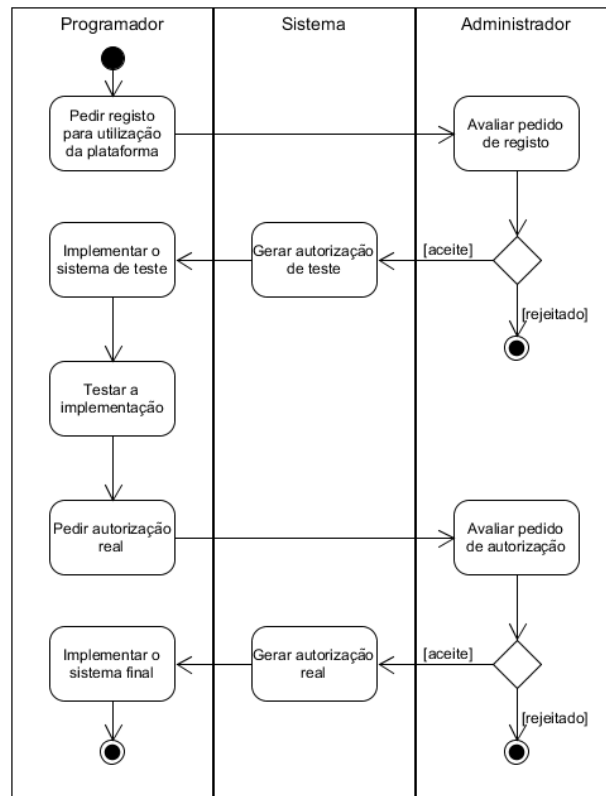 Programador
Sistema
Administrador
Pedir registo
para utilização
da plataforma
Avaliar pedido
de registo
Implementar o
sistema de teste
Gerar autorização
de teste
[aceite]
[rejeitado]
Testar a
implementação
Pedir autorização
real
Avaliar pedido
de autorização
Implementar o
sistema final
Gerar autorização
real
[aceite]
[rejeitado]